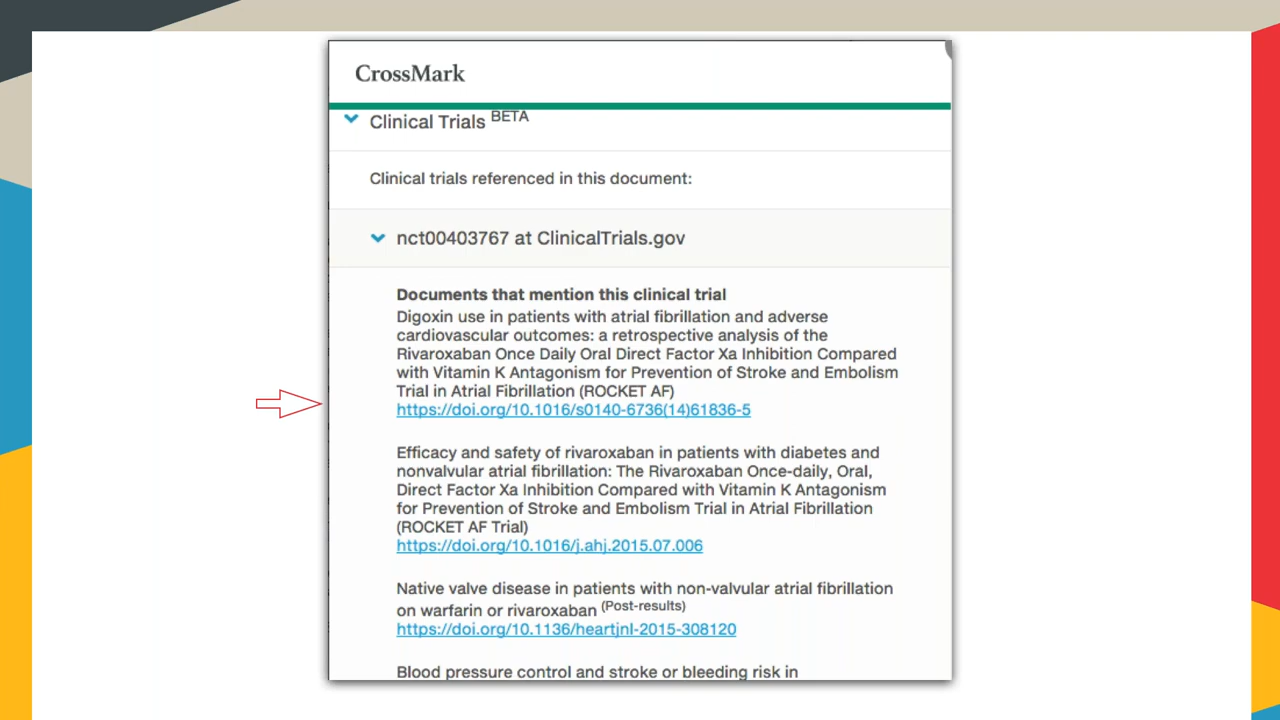 CrossMark
Clinical Trials BETA
Clinical trials referenced in this document:
nct00403767 at ClinicalTrials.gov
Documents that mention this clinical trial
Digoxin use in patients with atrial fibrillation and adverse
cardiovascular outcomes: a retrospective analysis of the
Rivaroxaban Once Daily Oral Direct Factor Xa Inhibition Compared
with Vitamin K Antagonism for Prevention of Stroke and Embolism
Trial in Atrial Fibrillation (ROCKET AF)
https://doi.org/10.1016/s0140-6736(14)61836-5
Efficacy and safety of rivaroxaban in patients with diabetes and
nonvalvular atrial fibrillation: The Rivaroxaban Once-daily, Oral,
Direct Factor Xa Inhibition Compared with Vitamin K Antagonism
for Prevention of Stroke and Embolism Trial in Atrial Fibrillation
(ROCKET AF Trial)
https://doi.org/10.1016/j.ahj.2015.07.006
Native valve disease in patients with non-valvular atrial fibrillation
on warfarin or rivaroxaban (Post-results)
https://doi.org/10.1136/heartjnl-2015-308120
Blood pressure control and stroke or bleeding risk in